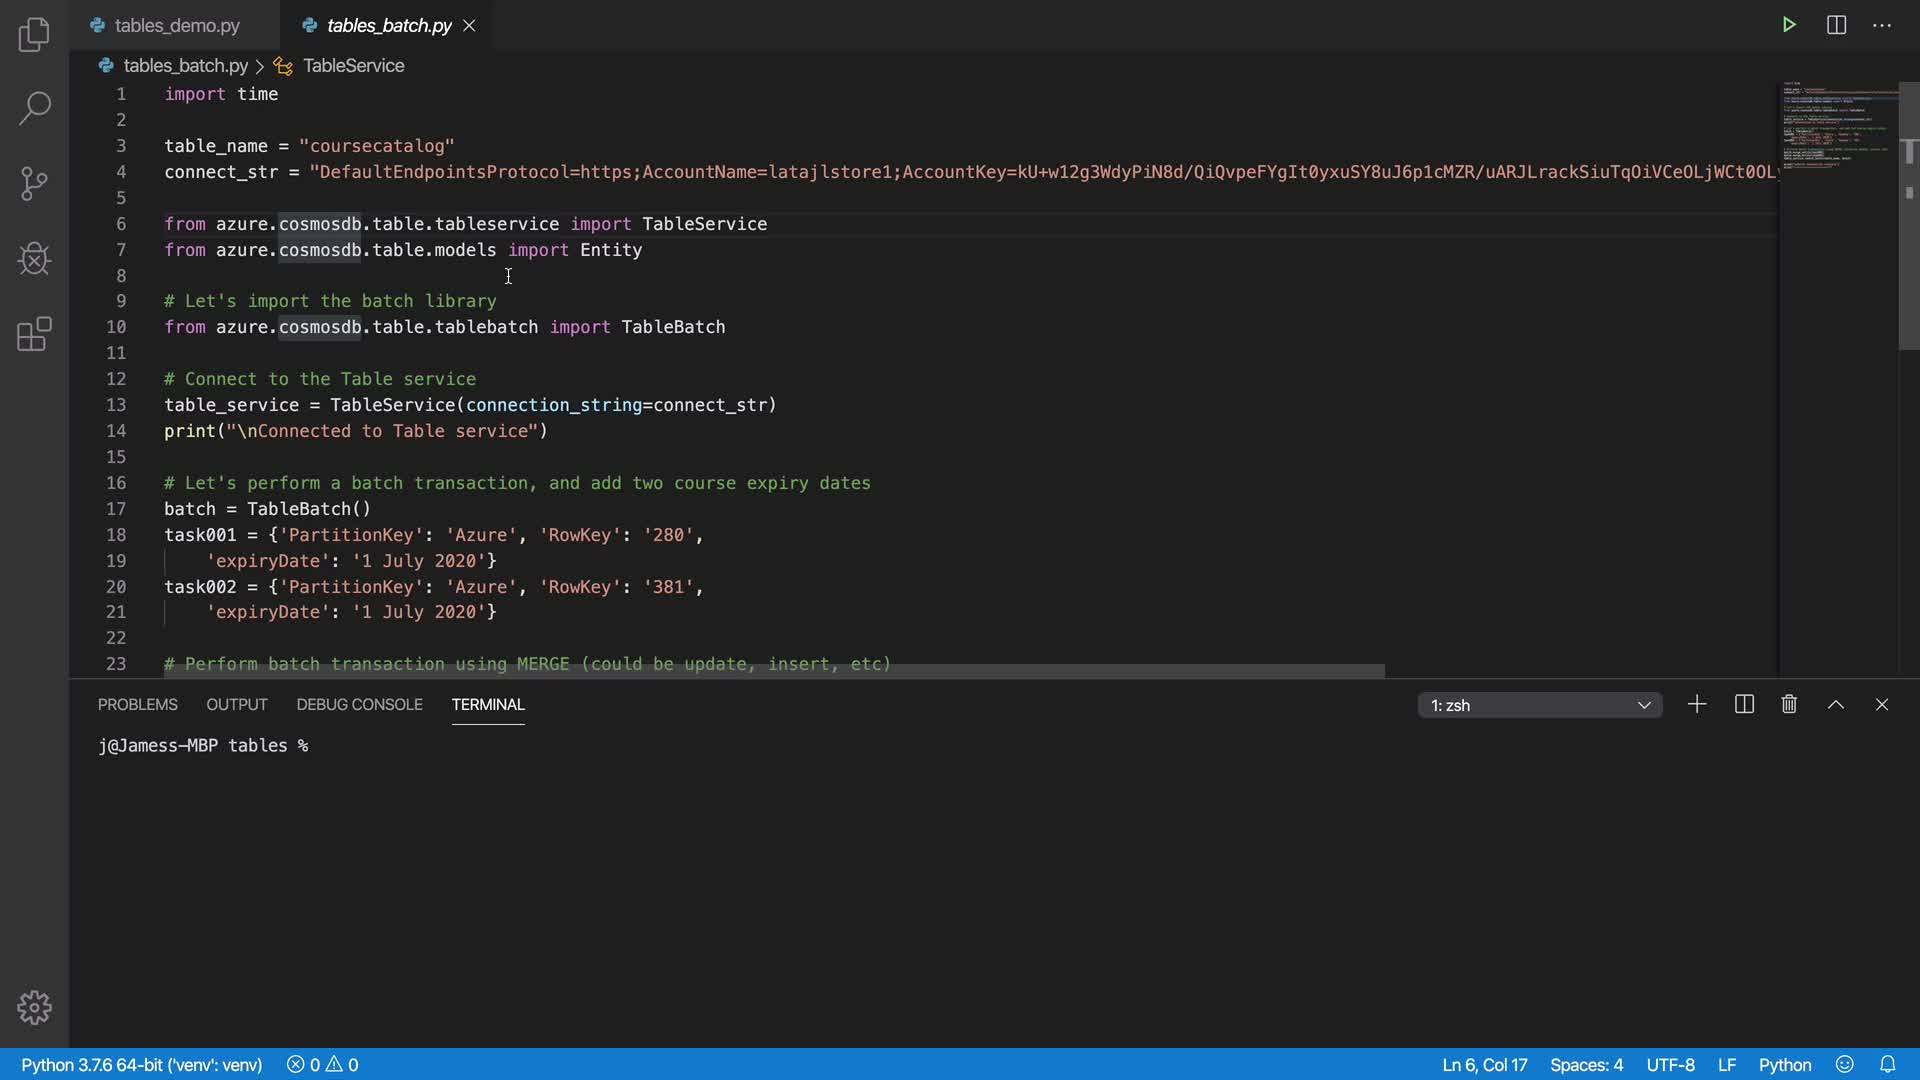 tables_demo.py tables_batch.py
tables_batch.py > TableService
1 import time
2
3 table_name = "coursecatalog"
4 connect_str = "DefaultEndpointsProtocol=https;AccountName=latajlstore1;AccountKey=kU+w12g3WdyPiN8d/QiQvpeFYgIt0yxuSY8uJ6p1cMZR/uARJLrackSiuTqOiVCeOLjWCt0OL
5
6 from azure.cosmosdb.table.tableservice import TableService
7 from azure.cosmosdb.table.models import Entity
8
9 # Let's import the batch library
10 from azure.cosmosdb.table.tablebatch import TableBatch
11
12 # Connect to the Table service
13 table_service = TableService(connection_string=connect_str)
14 print("\nConnected to Table service")
15
16 # Let's perform a batch transaction, and add two course expiry dates
17 batch = TableBatch()
18 task001 = {'PartitionKey': 'Azure', 'RowKey': '280',
19 'expiryDate': '1 July 2020'}
20 task002 = {'PartitionKey': 'Azure', 'RowKey': '381',
21 'expiryDate': '1 July 2020'}
22
23 # Perform batch transaction using MERGE (could be update, insert, etc)
PROBLEMS OUTPUT DEBUG CONSOLE TERMINAL 1: zsh
j@Jamess-MBP tables %
Python 3.7.6 64-bit ('venv': venv) 0 0 Ln 6, Col 17 Spaces: 4 UTF-8 LF Python